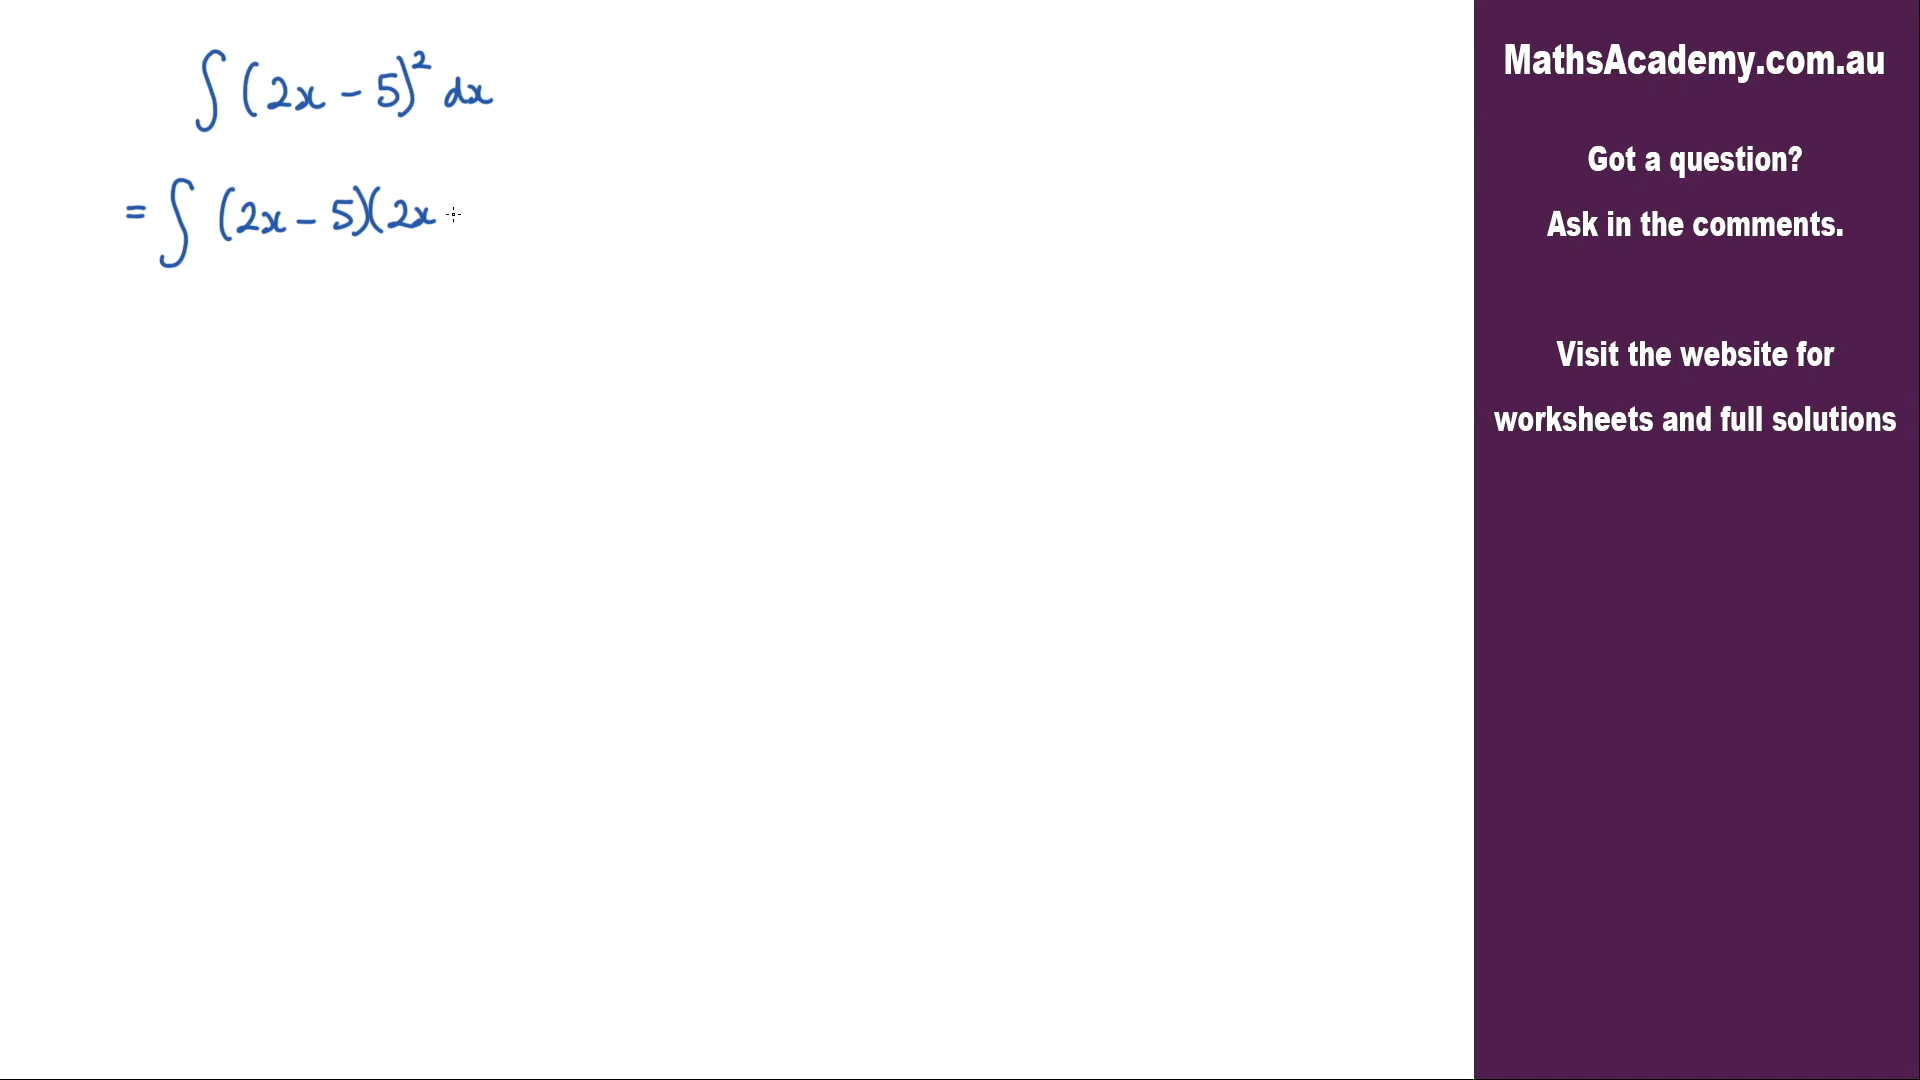 ∫ (2x - 5)² dx
= ∫ (2x - 5)(2x
MathsAcademy.com.au
Got a question?
Ask in the comments.
Visit the website for
worksheets and full solutions